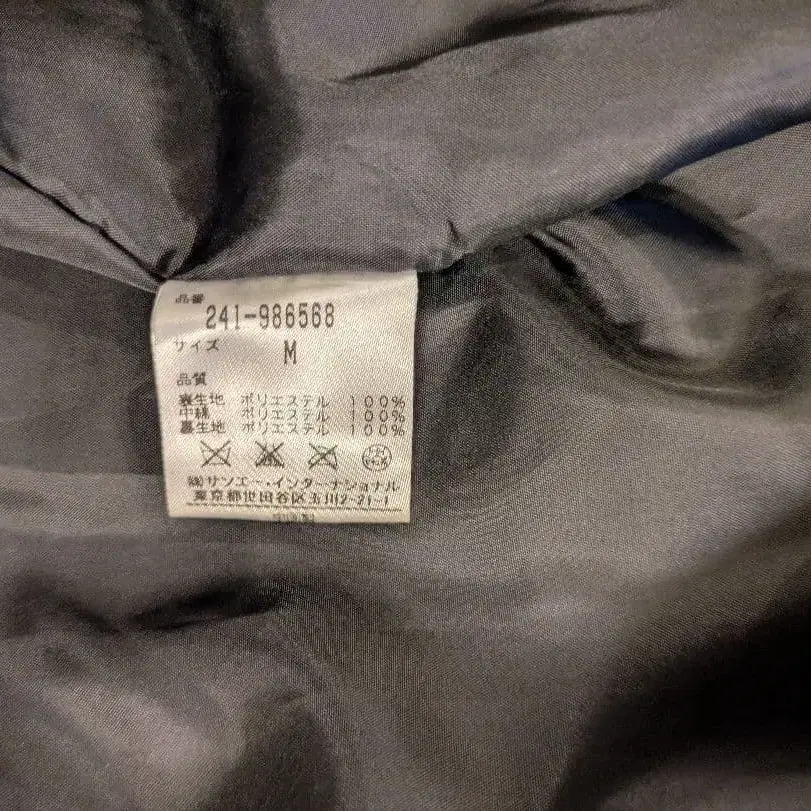 品番
241-986568
サイズ
M
品質
表生地 ポリエステル 100%
中綿 ポリエステル 100%
裏生地 ポリエステル 100%
㈱サンエー・インターナショナル
東京都世田谷区玉川2-21-1